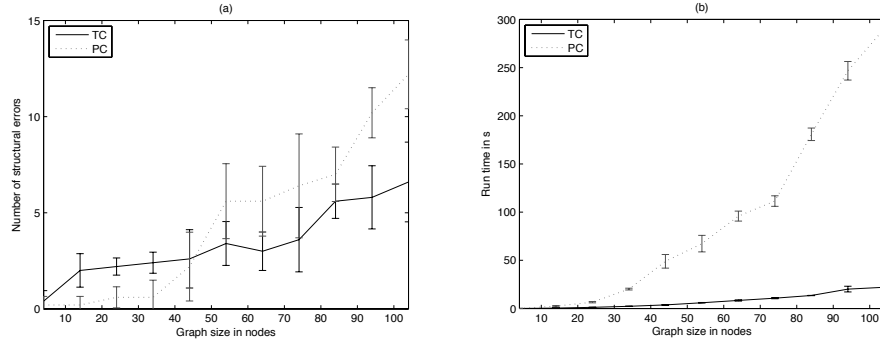 (a)
15
10
5
0
Number of structural errors
TC
PC
10 20 30 40 50 60 70 80 90 100
Graph size in nodes
(b)
300
250
200
150
100
50
0
Run time in s
TC
PC
10 20 30 40 50 60 70 80 90 100
Graph size in nodes